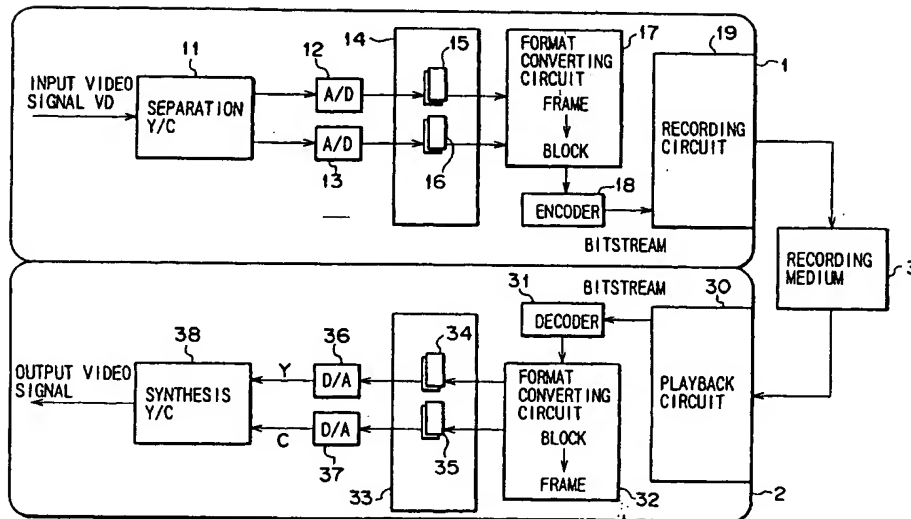 11
INPUT VIDEO
SIGNAL VD
SEPARATION
Y/C
12
A/D
A/D
13
14
15
16
17
FORMAT
CONVERTING
CIRCUIT
FRAME
BLOCK
18
ENCODER
BITSTREAM
19
RECORDING
CIRCUIT
1
RECORDING
MEDIUM
3
BITSTREAM
31
DECODER
30
PLAYBACK
CIRCUIT
2
FORMAT
CONVERTING
CIRCUIT
BLOCK
FRAME
32
34
35
33
36
D/A
D/A
37
Y
C
38
SYNTHESIS
Y/C
OUTPUT VIDEO
SIGNAL